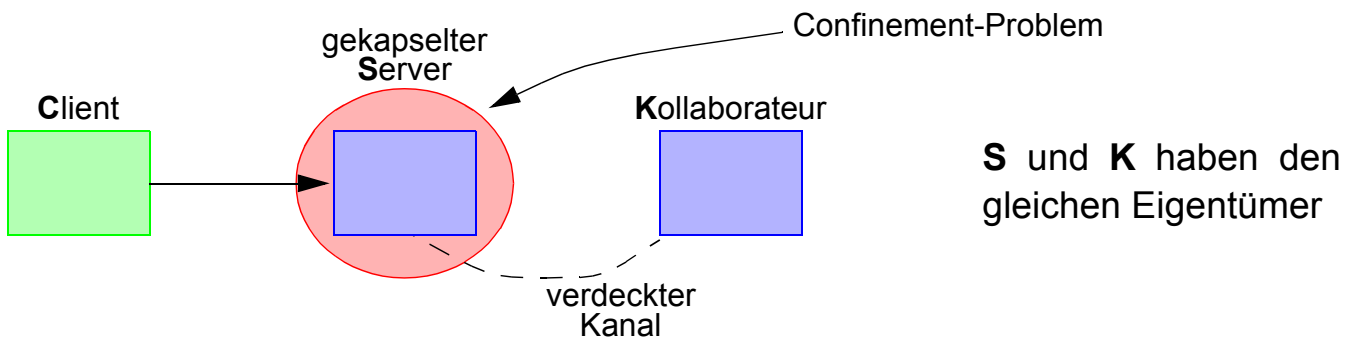 Confinement-Problem
gekapselter
Server
Client
Kollaborateur
S und K haben den
gleichen Eigentümer
verdeckter
Kanal